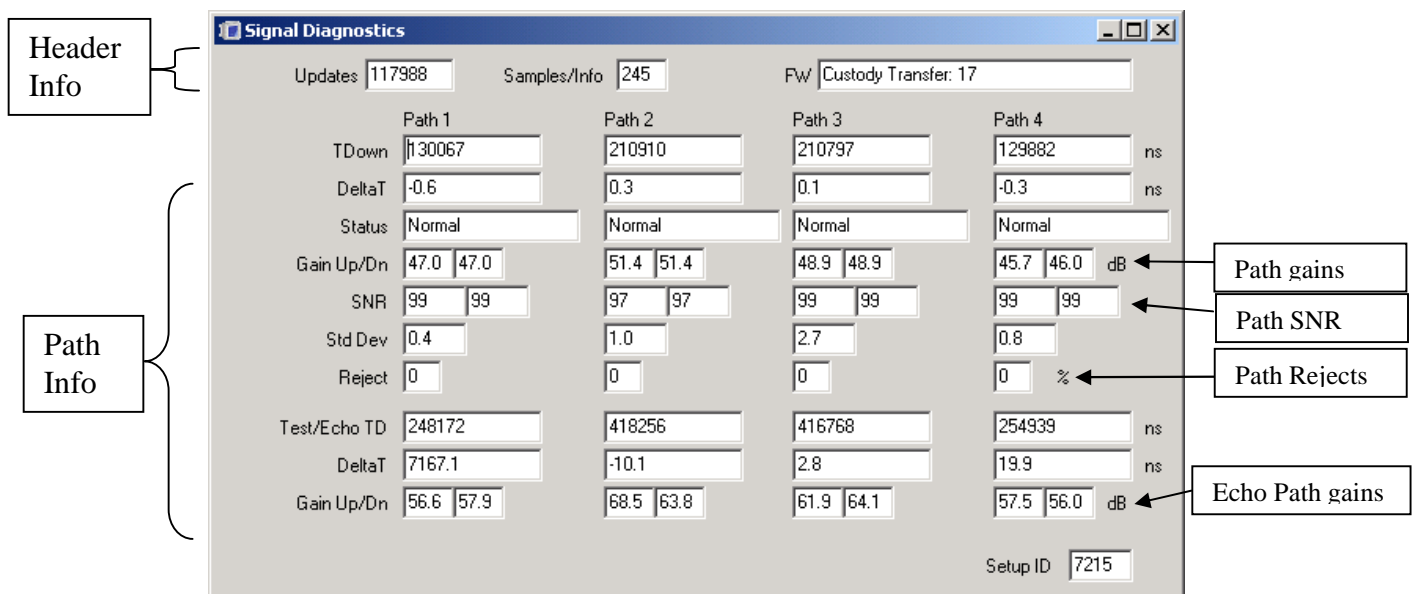 Signal Diagnostics
Header
Info
Updates 117988 Samples/Info 245 FW Custody Transfer: 17
Path 1 Path 2 Path 3 Path 4
TDown 130067 210910 210797 129882 ns
DeltaT -0.6 0.3 0.1 -0.3 ns
Status Normal Normal Normal Normal
Gain Up/Dn 47.0 47.0 51.4 51.4 48.9 48.9 45.7 46.0 dB
Path gains
SNR 99 99 97 97 99 99 99 99
Path SNR
Std Dev 0.4 1.0 2.7 0.8
Path
Info
Reject 0 0 0 0 %
Path Rejects
Test/Echo TD 248172 418256 416768 254939 ns
DeltaT 7167.1 -10.1 2.8 19.9 ns
Gain Up/Dn 56.6 57.9 68.5 63.8 61.9 64.1 57.5 56.0 dB
Echo Path gains
Setup ID 7215